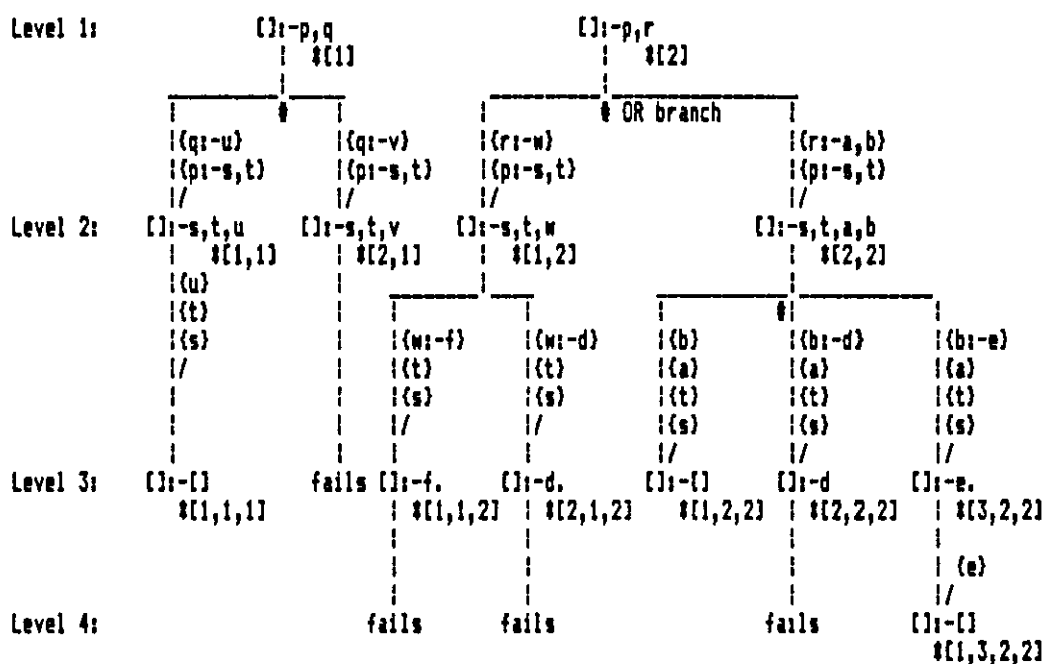 Level 1: []:-p,q []:-p,r
*[1] *[2]
* * OR branch
{q:-u} {q:-v} {r:-w} {r:-a,b}
{p:-s,t} {p:-s,t} {p:-s,t} {p:-s,t}
Level 2: []:-s,t,u []:-s,t,v []:-s,t,w []:-s,t,a,b
*[1,1] *[2,1] *[1,2] *[2,2]
{u}
{t} *
{s} {w:-f} {w:-d} {b} {b:-d} {b:-e}
{t} {t} {a} {a} {a}
{s} {s} {t} {t} {t}
{s} {s} {s}
Level 3: []:-[] fails []:-f. []:-d. []:-[] []:-d []:-e.
*[1,1,1] *[1,1,2] *[2,1,2] *[1,2,2] *[2,2,2] *[3,2,2]
{e}
Level 4: fails fails fails []:-[]
*[1,3,2,2]